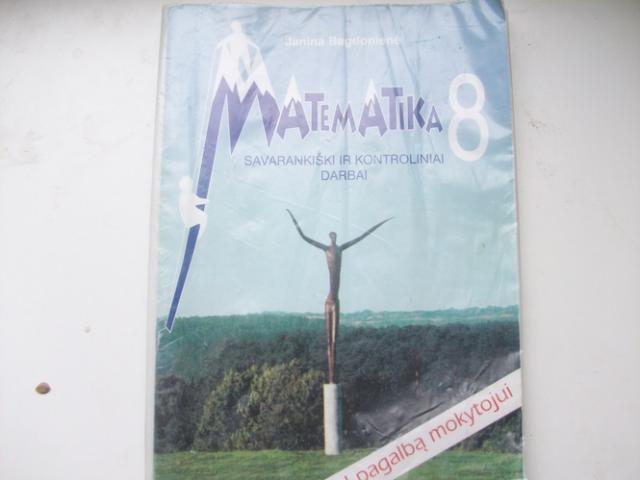 Janina Bagdonienė
MATEMATIKA 8
SAVARANKIŠKI IR KONTROLINIAI
DARBAI
pagalbą mokytojui